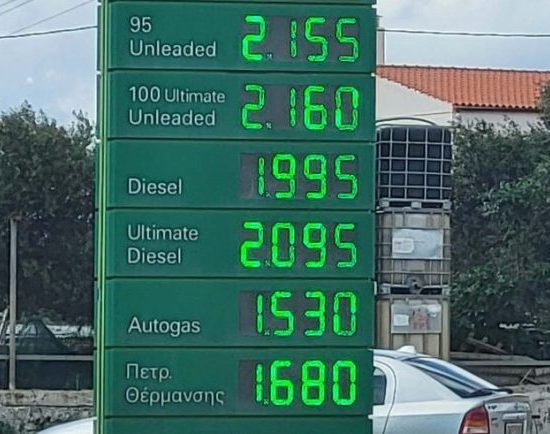 95
Unleaded 2.155
100 Ultimate
Unleaded 2.160
Diesel 1.995
Ultimate
Diesel 2.095
Autogas 1.530
Πετρ.
Θέρμανσης 1.680